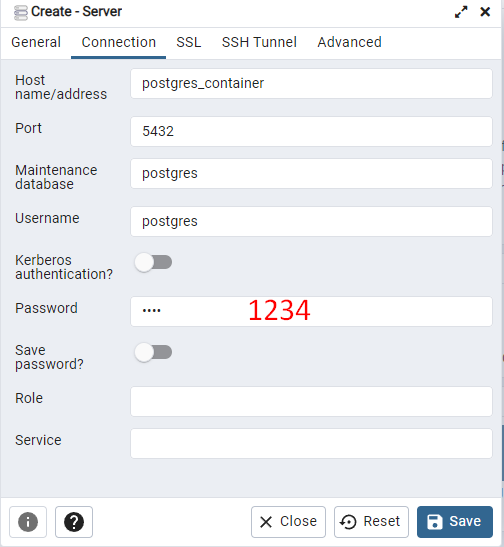 Create - Server
General Connection SSL SSH Tunnel Advanced
Host
name/address
postgres_container
Port
5432
Maintenance
database
postgres
Username
postgres
Kerberos
authentication?
Password
•••• 1234
Save
password?
Role
Service
i ? Close Reset Save